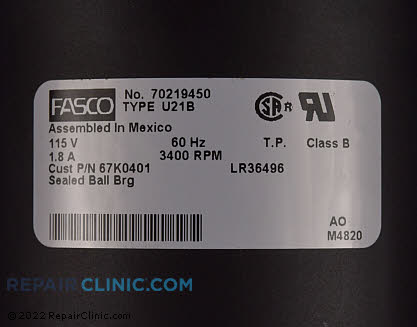 FASCO
No. 70219450
TYPE U21B
Assembled In Mexico
115 V 60 Hz T.P. Class B
1.8 A 3400 RPM
Cust P/N 67K0401 LR36496
Sealed Ball Brg
AO
M4820
REPAIRCLINIC.COM
©2022 RepairClinic.com